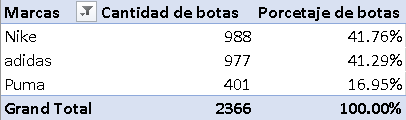 Marcas Cantidad de botas Porcetaje de botas
Nike 988 41.76%
adidas 977 41.29%
Puma 401 16.95%
Grand Total 2366 100.00%